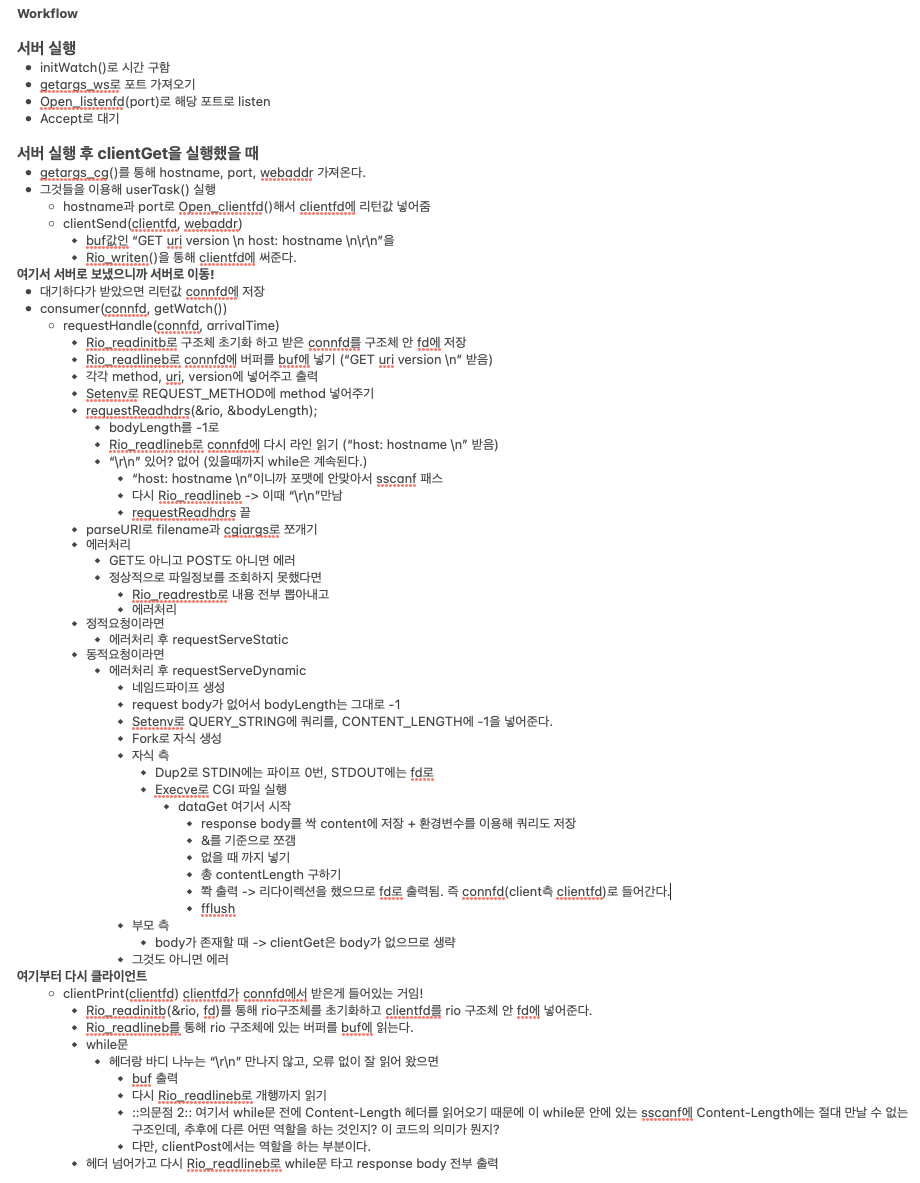 Workflow
서버 실행
• initWatch()로 시간 구함
• getargs_ws로 포트 가져오기
• Open_listenfd(port)로 해당 포트로 listen
• Accept로 대기
서버 실행 후 clientGet을 실행했을 때
• getargs_cg()를 통해 hostname, port, webaddr 가져온다.
• 그것들을 이용해 userTask() 실행
◦ hostname과 port로 Open_clientfd()해서 clientfd에 리턴값 넣어줌
◦ clientSend(clientfd, webaddr)
⬥ buf값인 “GET uri version \n host: hostname \n\r\n”을
⬥ Rio_writen()을 통해 clientfd에 써준다.
여기서 서버로 보냈으니까 서버로 이동!
• 대기하다가 받았으면 리턴값 connfd에 저장
• consumer(connfd, getWatch())
◦ requestHandle(connfd, arrivalTime)
⬥ Rio_readinitb로 구조체 초기화 하고 받은 connfd를 구조체 안 fd에 저장
⬥ Rio_readlineb로 connfd에 버퍼를 buf에 넣기 (“GET uri version \n” 받음)
⬥ 각각 method, uri, version에 넣어주고 출력
⬥ Setenv로 REQUEST_METHOD에 method 넣어주기
⬥ requestReadhdrs(&rio, &bodyLength);
⬥ bodyLength를 -1로
⬥ Rio_readlineb로 connfd에 다시 라인 읽기 (“host: hostname \n” 받음)
⬥ “\r\n” 있어? 없어 (있을때까지 while은 계속된다.)
⬥ “host: hostname \n”이니까 포맷에 안맞아서 sscanf 패스
⬥ 다시 Rio_readlineb -> 이때 “\r\n”만남
⬥ requestReadhdrs 끝
⬥ parseURI로 filename과 cgiargs로 쪼개기
⬥ 에러처리
⬥ GET도 아니고 POST도 아니면 에러
⬥ 정상적으로 파일정보를 조회하지 못했다면
⬥ Rio_readrestb로 내용 전부 뽑아내고
⬥ 에러처리
⬥ 정적요청이라면
⬥ 에러처리 후 requestServeStatic
⬥ 동적요청이라면
⬥ 에러처리 후 requestServeDynamic
⬥ 네임드파이프 생성
⬥ request body가 없어서 bodyLength는 그대로 -1
⬥ Setenv로 QUERY_STRING에 쿼리를, CONTENT_LENGTH에 -1을 넣어준다.
⬥ Fork로 자식 생성
⬥ 자식 측
⬥ Dup2로 STDIN에는 파이프 0번, STDOUT에는 fd로
⬥ Execve로 CGI 파일 실행
⬥ dataGet 여기서 시작
⬥ response body를 싹 content에 저장 + 환경변수를 이용해 쿼리도 저장
⬥ &를 기준으로 쪼갬
⬥ 없을 때 까지 넣기
⬥ 총 contentLength 구하기
⬥ 쫙 출력 -> 리다이렉션을 했으므로 fd로 출력됨. 즉 connfd(client측 clientfd)로 들어간다.
⬥ fflush
⬥ 부모 측
⬥ body가 존재할 때 -> clientGet은 body가 없으므로 생략
⬥ 그것도 아니면 에러
여기부터 다시 클라이언트
◦ clientPrint(clientfd) clientfd가 connfd에서 받은게 들어있는 거임!
⬥ Rio_readinitb(&rio, fd)를 통해 rio구조체를 초기화하고 clientfd를 rio 구조체 안 fd에 넣어준다.
⬥ Rio_readlineb를 통해 rio 구조체에 있는 버퍼를 buf에 읽는다.
⬥ while문
⬥ 헤더랑 바디 나누는 “\r\n” 만나지 않고, 오류 없이 잘 읽어 왔으면
⬥ buf 출력
⬥ 다시 Rio_readlineb로 개행까지 읽기
⬥ ::의문점 2:: 여기서 while문 전에 Content-Length 헤더를 읽어오기 때문에 이 while문 안에 있는 sscanf에 Content-Length에는 절대 만날 수 없는
구조인데, 추후에 다른 어떤 역할을 하는 것인지? 이 코드의 의미가 뭔지?
⬥ 다만, clientPost에서는 역할을 하는 부분이다.
⬥ 헤더 넘어가고 다시 Rio_readlineb로 while문 타고 response body 전부 출력